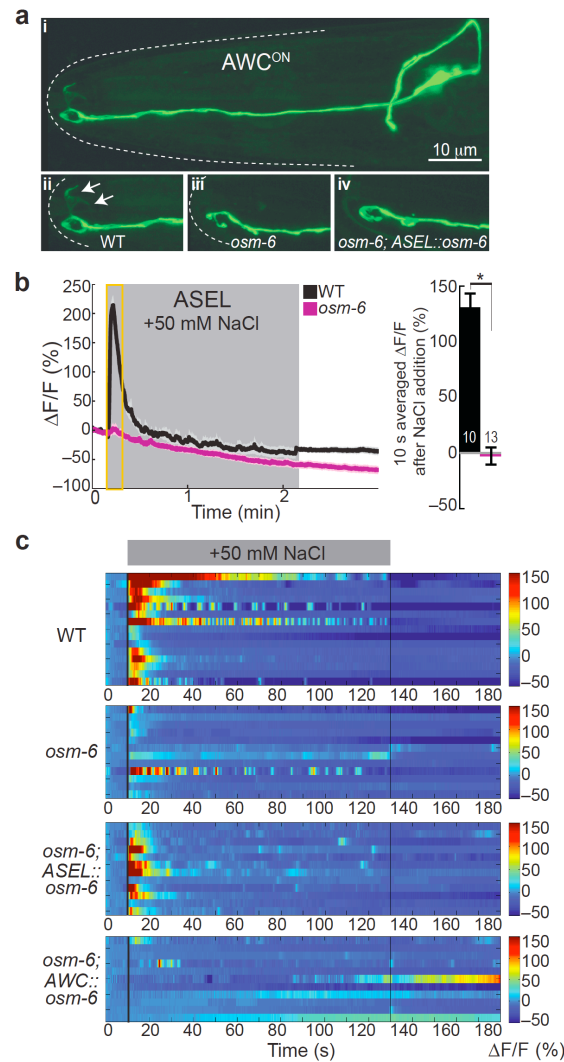 a
i
AWC^ON
10 μm
ii
WT
iii
osm-6
iv
osm-6; ASEL::osm-6
b
250
200
150
100
50
0
−50
−100
ΔF/F (%)
ASEL
+50 mM NaCl
0
1
2
Time (min)
WT
osm-6
10 s averaged ΔF/F
after NaCl addition (%)
150
100
50
0
−50
*
10
13
c
+50 mM NaCl
WT
0 20 40 60 80 100 120 140 160 180
150
100
50
0
−50
osm-6
0 20 40 60 80 100 120 140 160 180
150
100
50
0
−50
osm-6;
ASEL::
osm-6
0 20 40 60 80 100 120 140 160 180
150
100
50
0
−50
osm-6;
AWC::
osm-6
0 20 40 60 80 100 120 140 160 180
150
100
50
0
−50
Time (s)
ΔF/F (%)